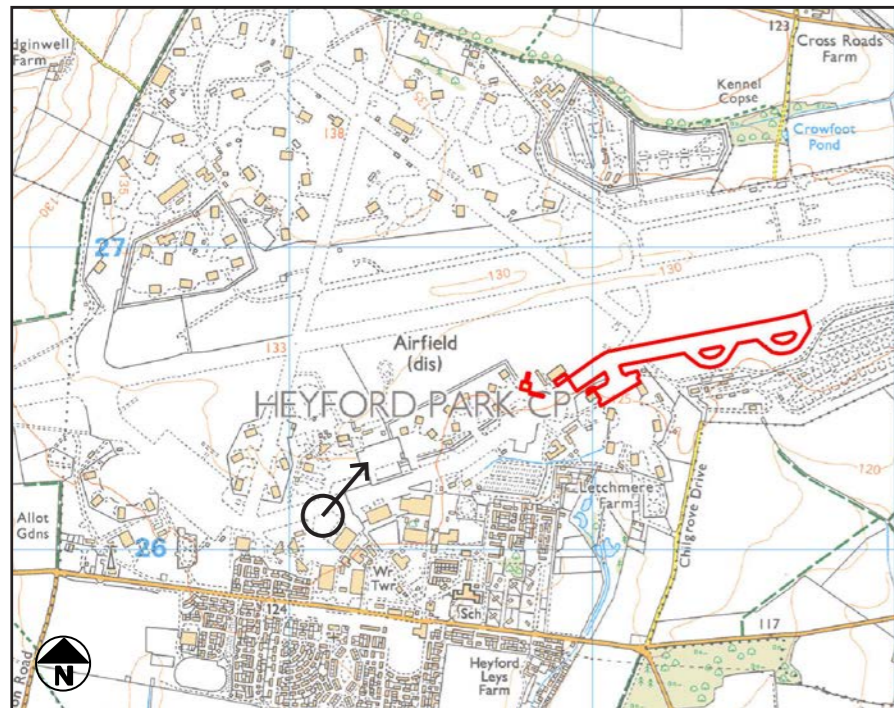 123
Cross Roads
Farm
dginwell
Farm
Kennel
Copse
Crowfoot
Pond
135
138
135
130
27
130
130
133
Airfield
(dis)
HEYFORD PARK CP
120
Letchmere
Farm
Chilgrove Drive
Allot
Gdns
26
Wr
Twr
124
Sch
117
Heyford
Leys
Farm
on Road
N